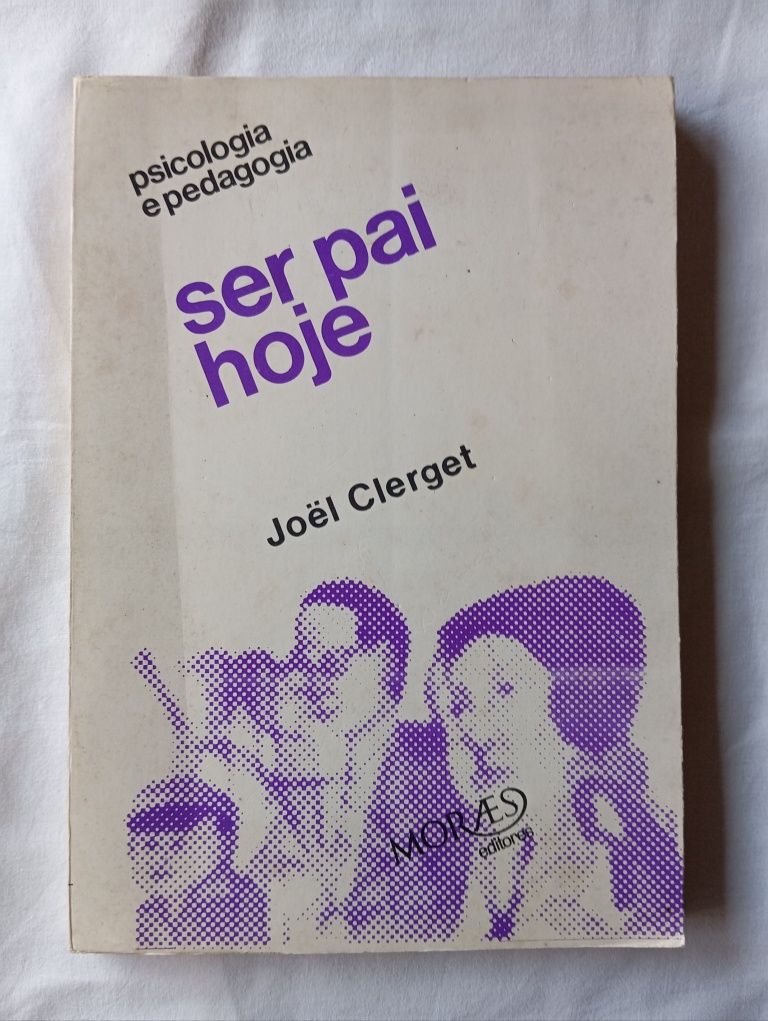 psicologia
e pedagogia
ser pai
hoje
Joël Clerget
MORÆS
editores